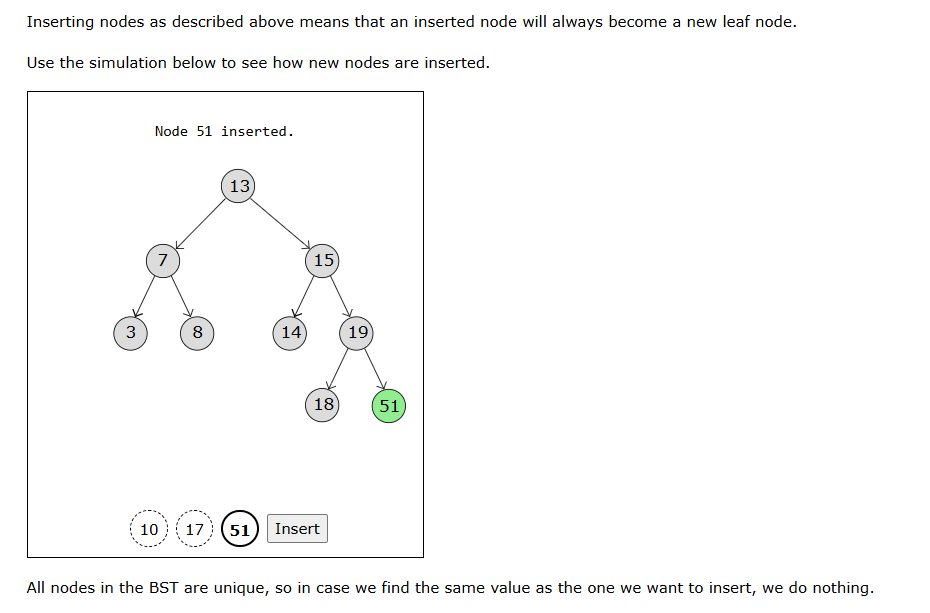 Inserting nodes as described above means that an inserted node will always become a new leaf node.
Use the simulation below to see how new nodes are inserted.
Node 51 inserted.
13
7 15
3 8 14 19
18 51
10 17 51 Insert
All nodes in the BST are unique, so in case we find the same value as the one we want to insert, we do nothing.